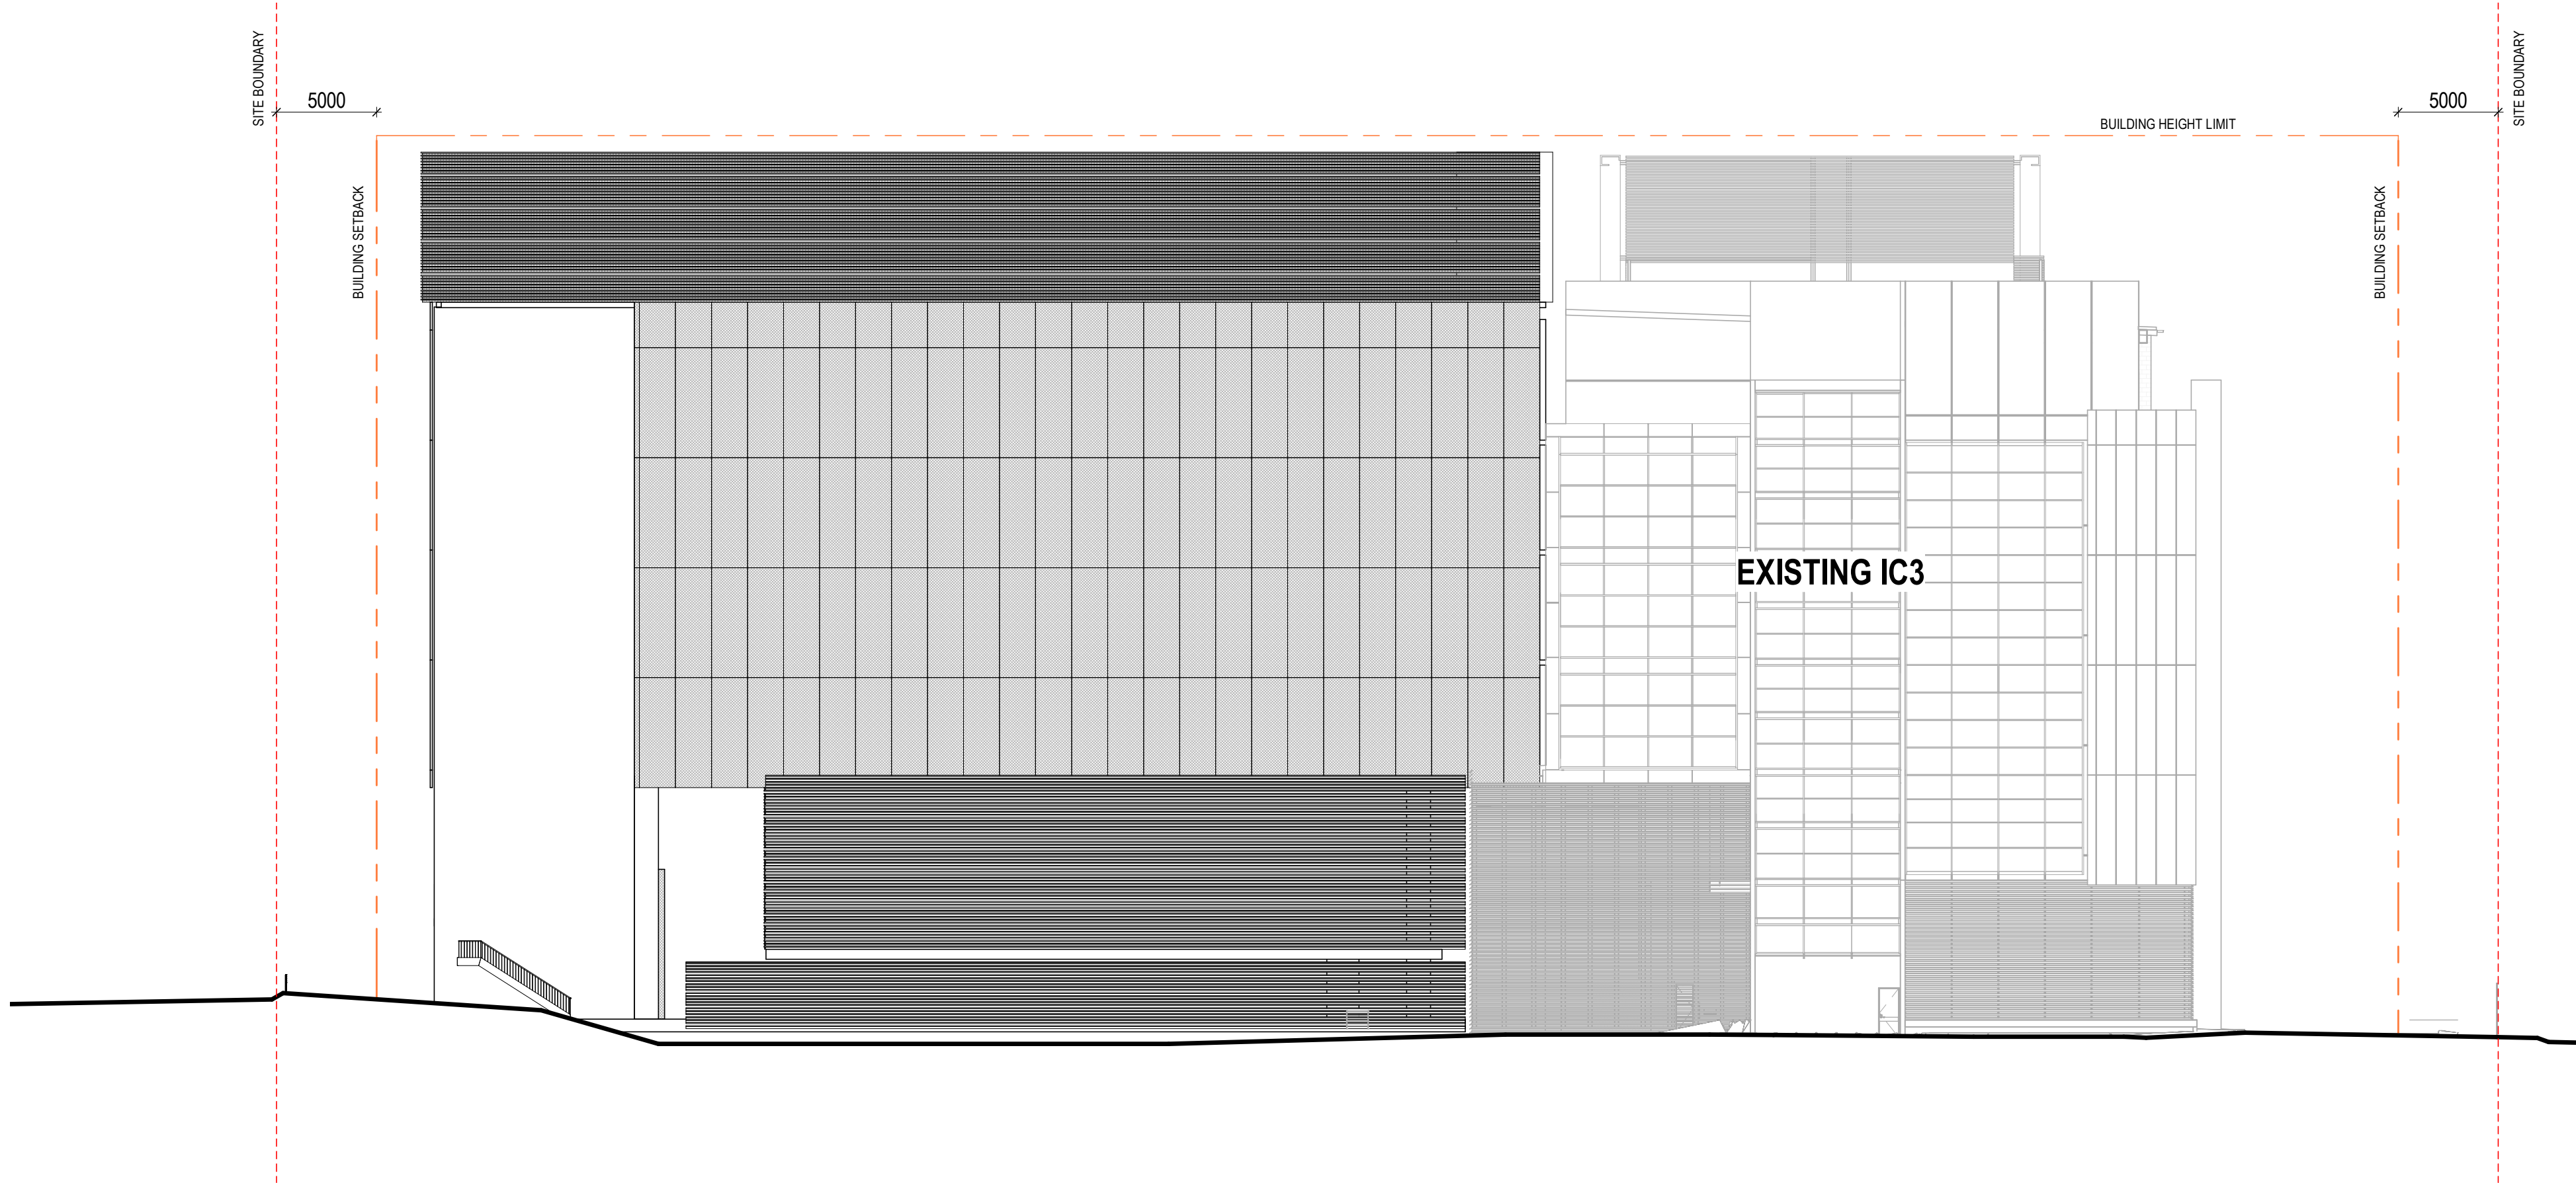 SITE BOUNDARY
5000
BUILDING SETBACK
BUILDING HEIGHT LIMIT
5000
SITE BOUNDARY
BUILDING SETBACK
EXISTING IC3